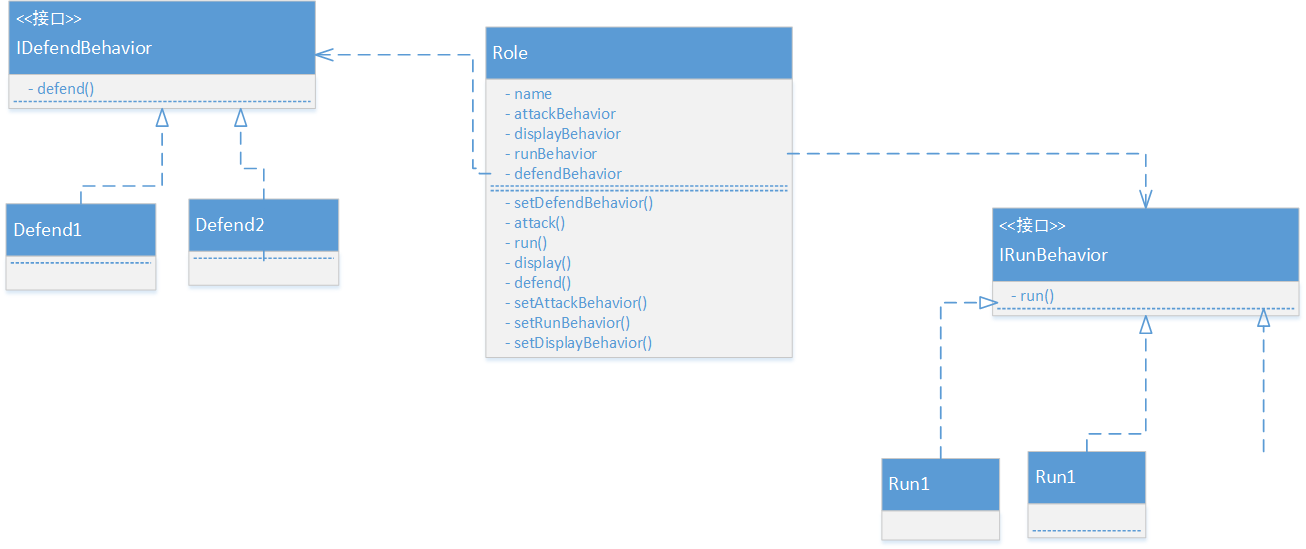 <<接口>>
IDefendBehavior
- defend()
Defend1
Defend2
Role
- name
- attackBehavior
- displayBehavior
- runBehavior
- defendBehavior
- setDefendBehavior()
- attack()
- run()
- display()
- defend()
- setAttackBehavior()
- setRunBehavior()
- setDisplayBehavior()
<<接口>>
IRunBehavior
- run()
Run1
Run1